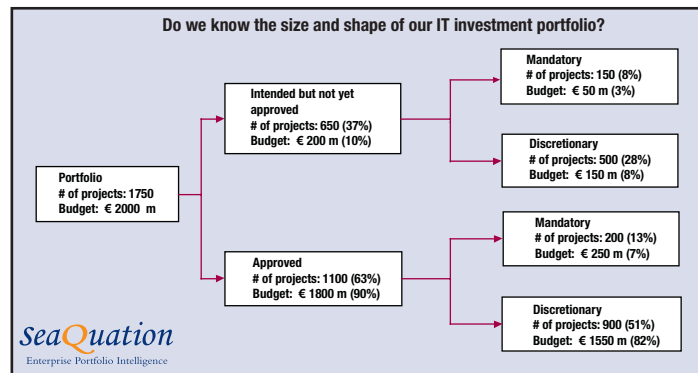 Do we know the size and shape of our IT investment portfolio?
Portfolio
# of projects: 1750
Budget: € 2000 m
Intended but not yet
approved
# of projects: 650 (37%)
Budget: € 200 m (10%)
Mandatory
# of projects: 150 (8%)
Budget: € 50 m (3%)
Discretionary
# of projects: 500 (28%)
Budget: € 150 m (8%)
Approved
# of projects: 1100 (63%)
Budget: € 1800 m (90%)
Mandatory
# of projects: 200 (13%)
Budget: € 250 m (7%)
Discretionary
# of projects: 900 (51%)
Budget: € 1550 m (82%)
seaQuation
Enterprise Portfolio Intelligence